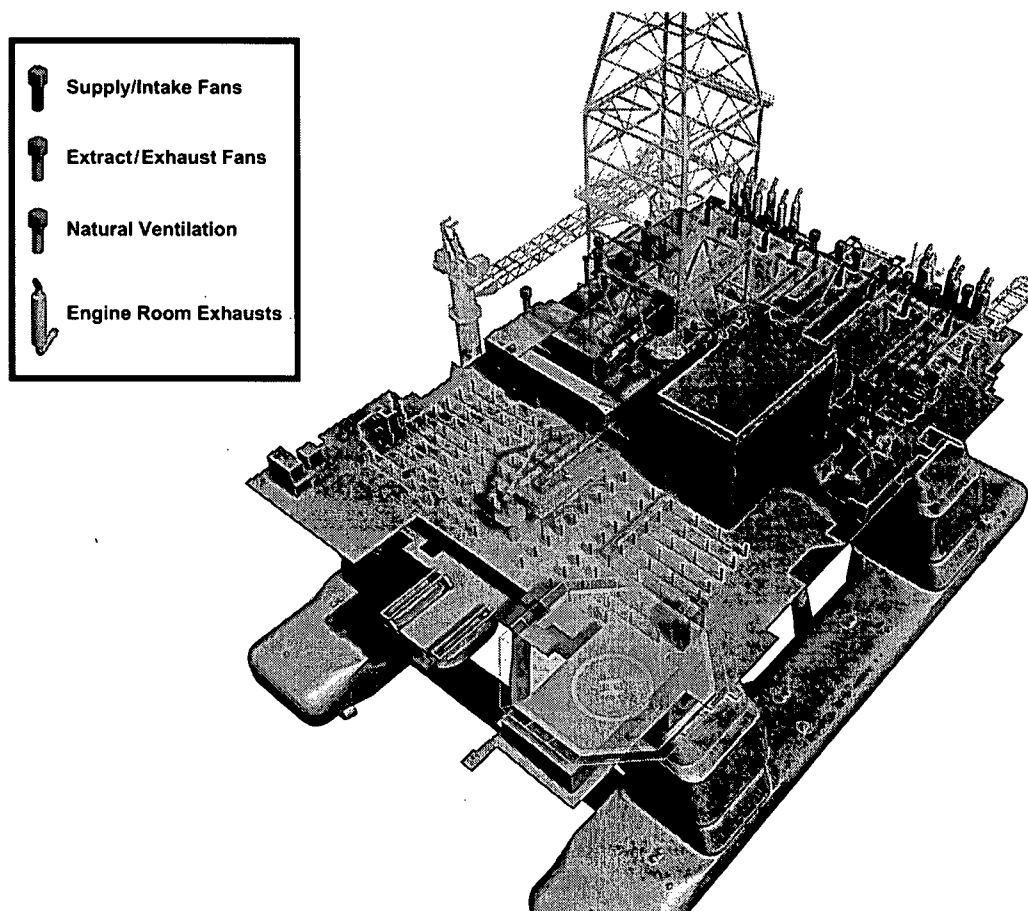 Supply/Intake Fans
Extract/Exhaust Fans
Natural Ventilation
Engine Room Exhausts
H